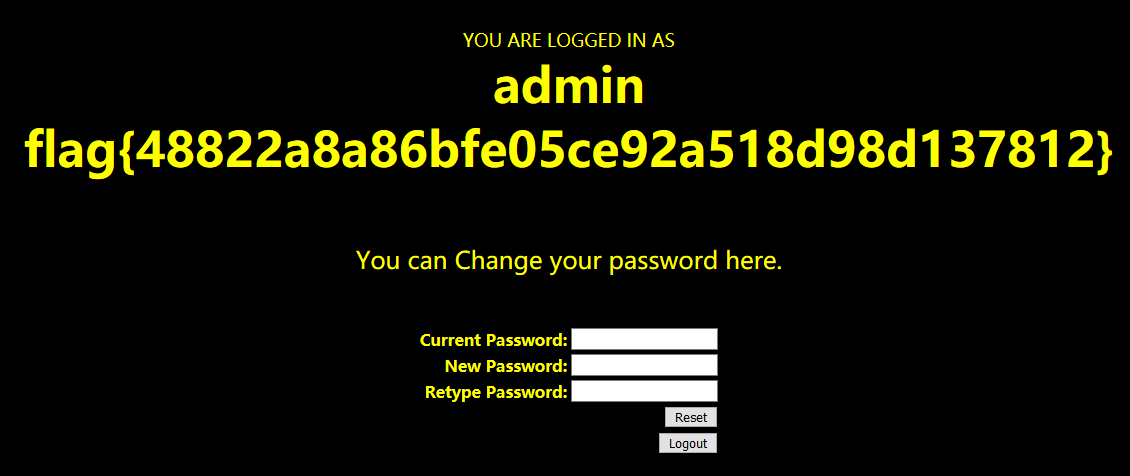 YOU ARE LOGGED IN AS
admin
flag{48822a8a86bfe05ce92a518d98d137812}
You can Change your password here.
Current Password:
New Password:
Retype Password:
Reset
Logout